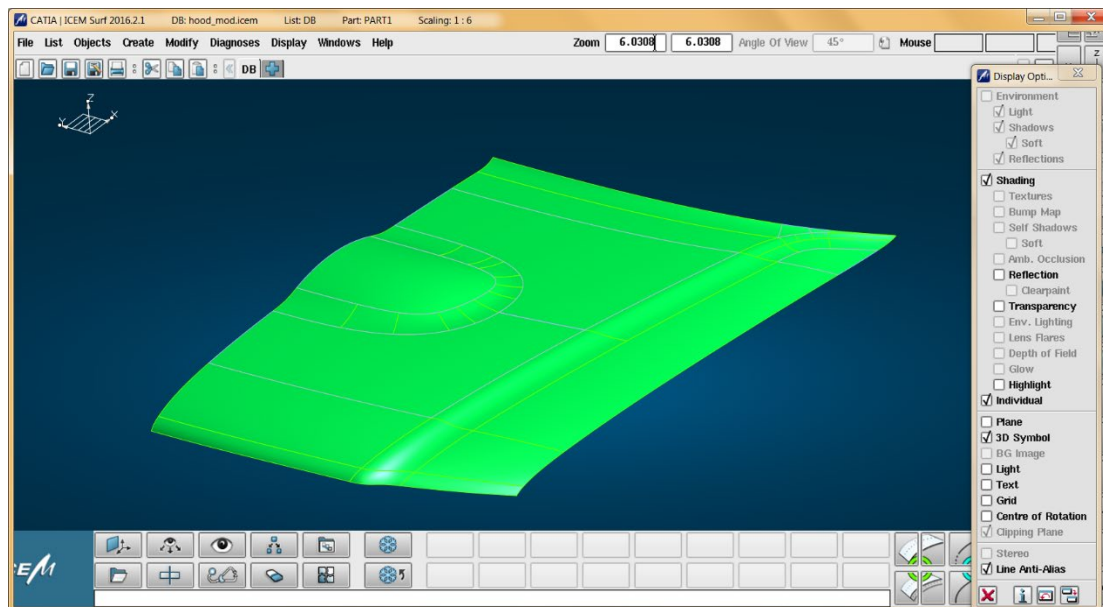 CATIA | ICEM Surf 2016.2.1 DB: hood_mod.icem List: DB Part: PART1 Scaling: 1 : 6
File List Objects Create Modify Diagnoses Display Windows Help Zoom 6.0308 6.0308 Angle Of View 45° Mouse
DB
Z
Z
Y X
Display Opti...
Environment
Light
Shadows
Soft
Reflections
Shading
Textures
Bump Map
Self Shadows
Soft
Amb. Occlusion
Reflection
Clearpaint
Transparency
Env. Lighting
Lens Flares
Depth of Field
Glow
Highlight
Individual
Plane
3D Symbol
BG Image
Light
Text
Grid
Centre of Rotation
Clipping Plane
Stereo
Line Anti-Alias